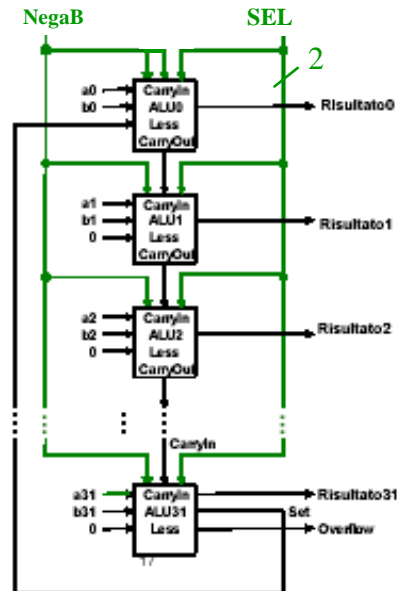 NegaB SEL
2
a0 CarryIn
b0 ALU0 Risultato0
Less
CarryOut
a1 CarryIn
b1 ALU1 Risultato1
0 Less
CarryOut
a2 CarryIn
b2 ALU2 Risultato2
0 Less
CarryOut
CarryIn
a31 CarryIn Risultato31
b31 ALU31 Set
0 Less Overflow
17